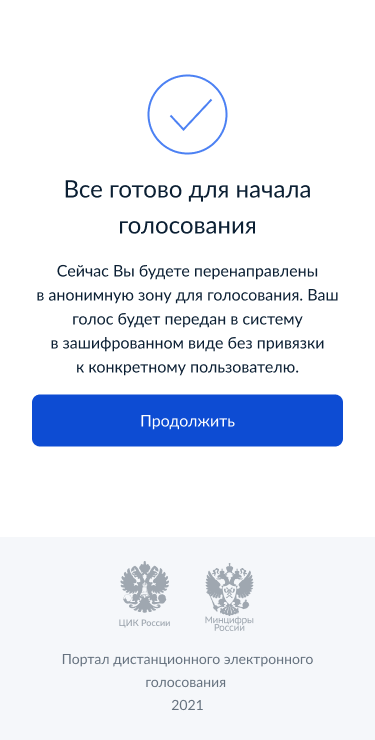 Все готово для начала
голосования
Сейчас Вы будете перенаправлены
в анонимную зону для голосования. Ваш
голос будет передан в систему
в зашифрованном виде без привязки
к конкретному пользователю.
Продолжить
ЦИК России
Минцифры
России
Портал дистанционного электронного
голосования
2021